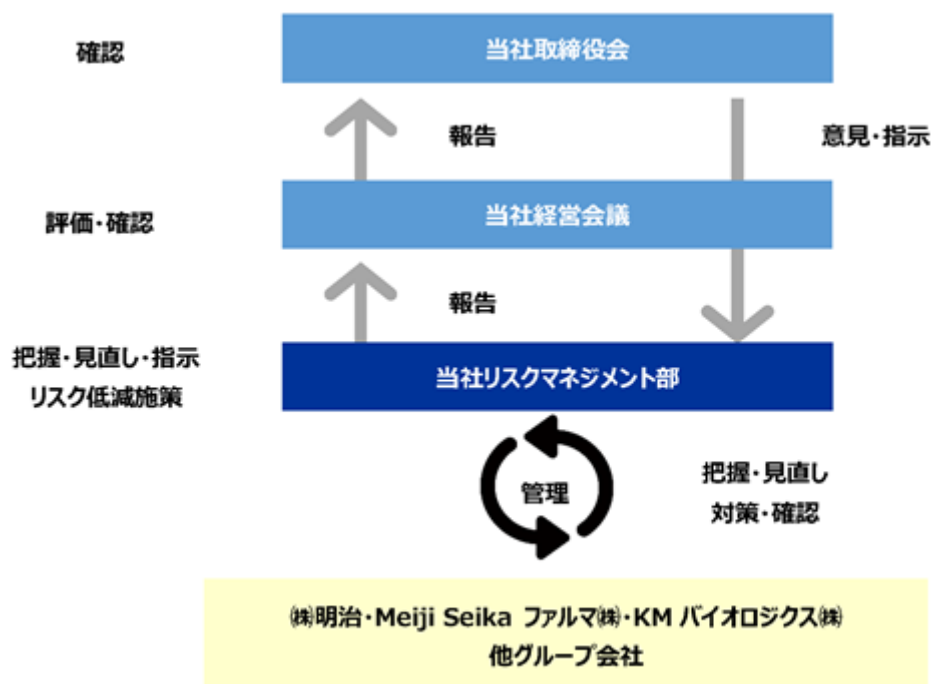 確認
当社取締役会
報告
意見・指示
評価・確認
当社経営会議
報告
把握・見直し・指示
リスク低減施策
当社リスクマネジメント部
管理
把握・見直し
対策・確認
㈱明治・Meiji Seika ファルマ㈱・KM バイオロジクス㈱
他グループ会社